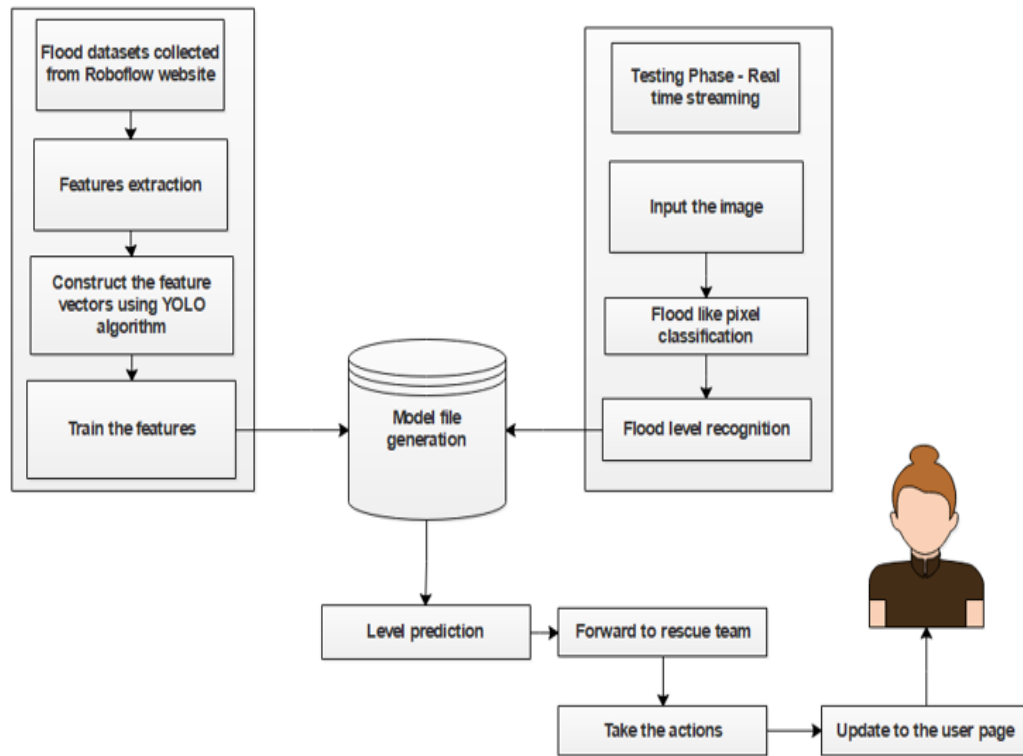 Flood datasets collected
from Roboflow website
Features extraction
Construct the feature
vectors using YOLO
algorithm
Train the features
Testing Phase - Real
time streaming
Input the image
Flood like pixel
classification
Flood level recognition
Model file
generation
Level prediction
Forward to rescue team
Take the actions
Update to the user page